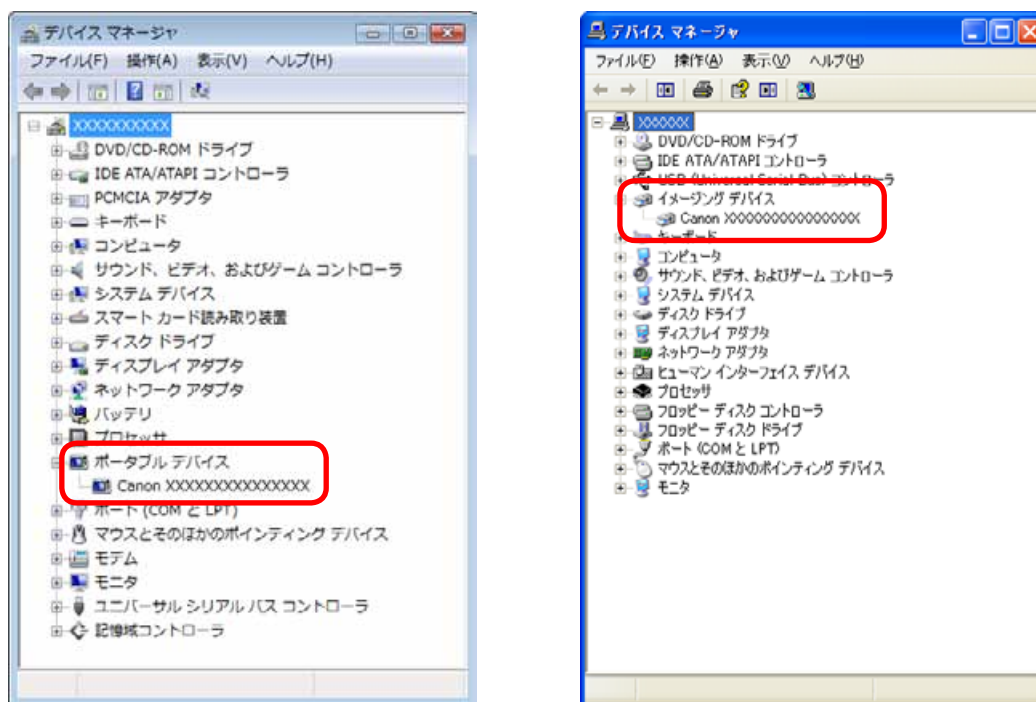 デバイス マネージャ
ファイル(F) 操作(A) 表示(V) ヘルプ(H)
XXXXXXXXXX
DVD/CD-ROM ドライブ
IDE ATA/ATAPI コントローラ
PCMCIA アダプタ
キーボード
コンピュータ
サウンド、ビデオ、およびゲーム コントローラ
システム デバイス
スマート カード読み取り装置
ディスク ドライブ
ディスプレイ アダプタ
ネットワーク アダプタ
バッテリ
プロセッサ
ポータブル デバイス
Canon XXXXXXXXXXXXXXX
ポート (COM と LPT)
マウスとそのほかのポインティング デバイス
モデム
モニタ
ユニバーサル シリアル バス コントローラ
記憶域コントローラ
デバイス マネージャ
ファイル(F) 操作(A) 表示(V) ヘルプ(H)
XXXXXXX
DVD/CD-ROM ドライブ
IDE ATA/ATAPI コントローラ
USB (Universal Serial Bus) コントローラ
イメージング デバイス
Canon XXXXXXXXXXXXXXXXX
キーボード
コンピュータ
サウンド、ビデオ、およびゲーム コントローラ
システム デバイス
ディスク ドライブ
ディスプレイ アダプタ
ネットワーク アダプタ
ヒューマン インターフェイス デバイス
プロセッサ
フロッピー ディスク コントローラ
フロッピー ディスク ドライブ
ポート (COM と LPT)
マウスとそのほかのポインティング デバイス
モニタ